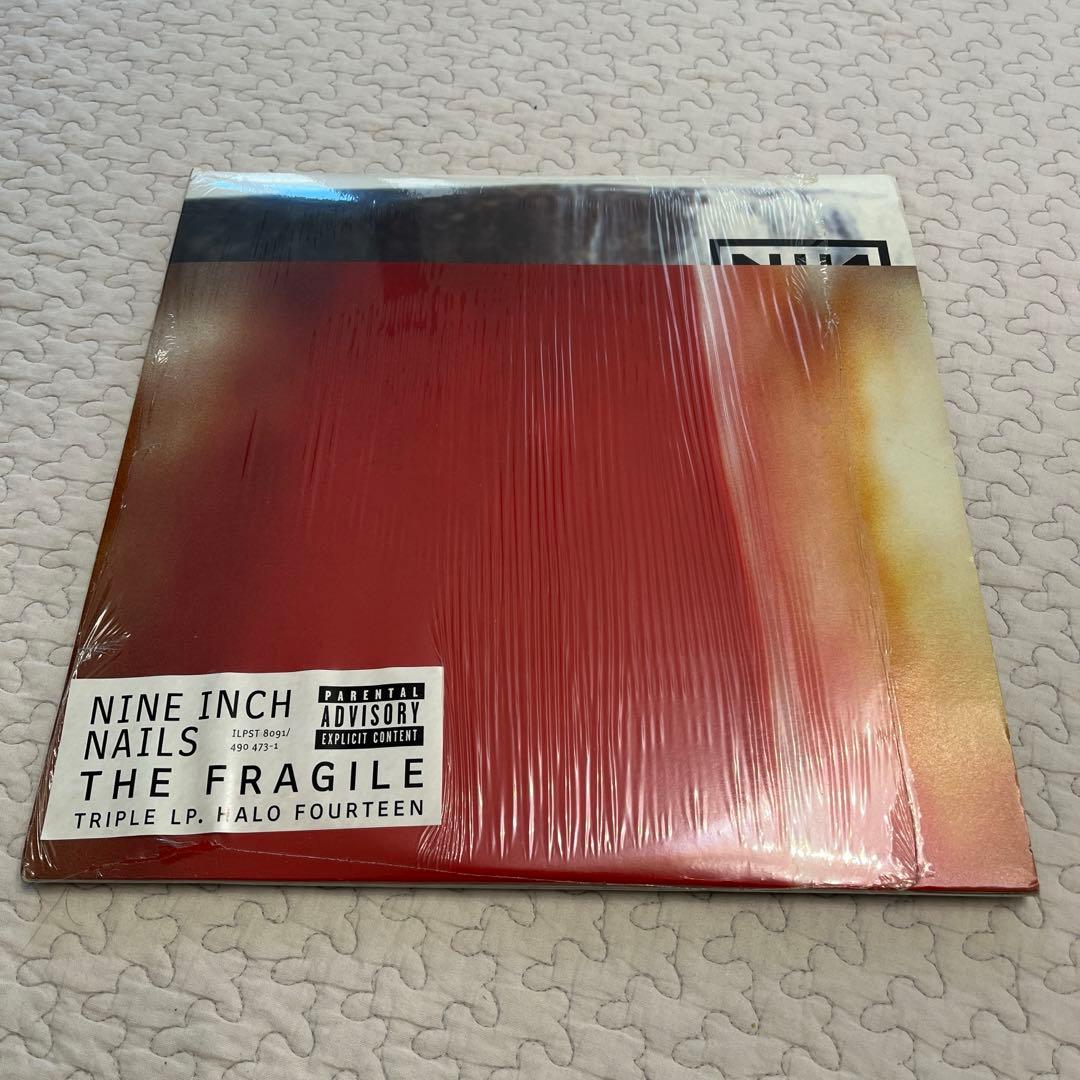 NINE INCH
NAILS
ILPST 8091/
490 473-1
THE FRAGILE
TRIPLE LP. HALO FOURTEEN
PARENTAL
ADVISORY
EXPLICIT CONTENT